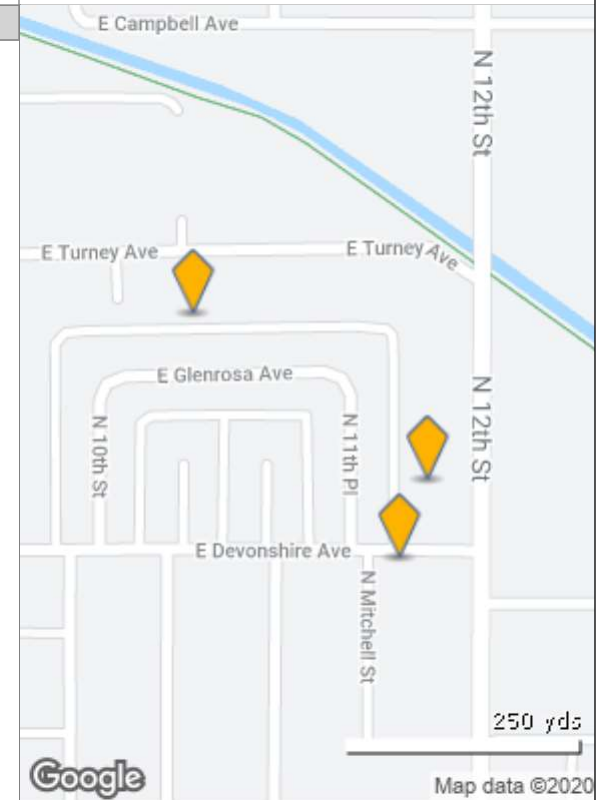 E Campbell Ave
N 12th St
E Turney Ave
E Turney Ave
E Glenrosa Ave
N 12th St
N 10th St
N 11th Pl
E Devonshire Ave
N Mitchell St
250 yds
Google
Map data ©2020